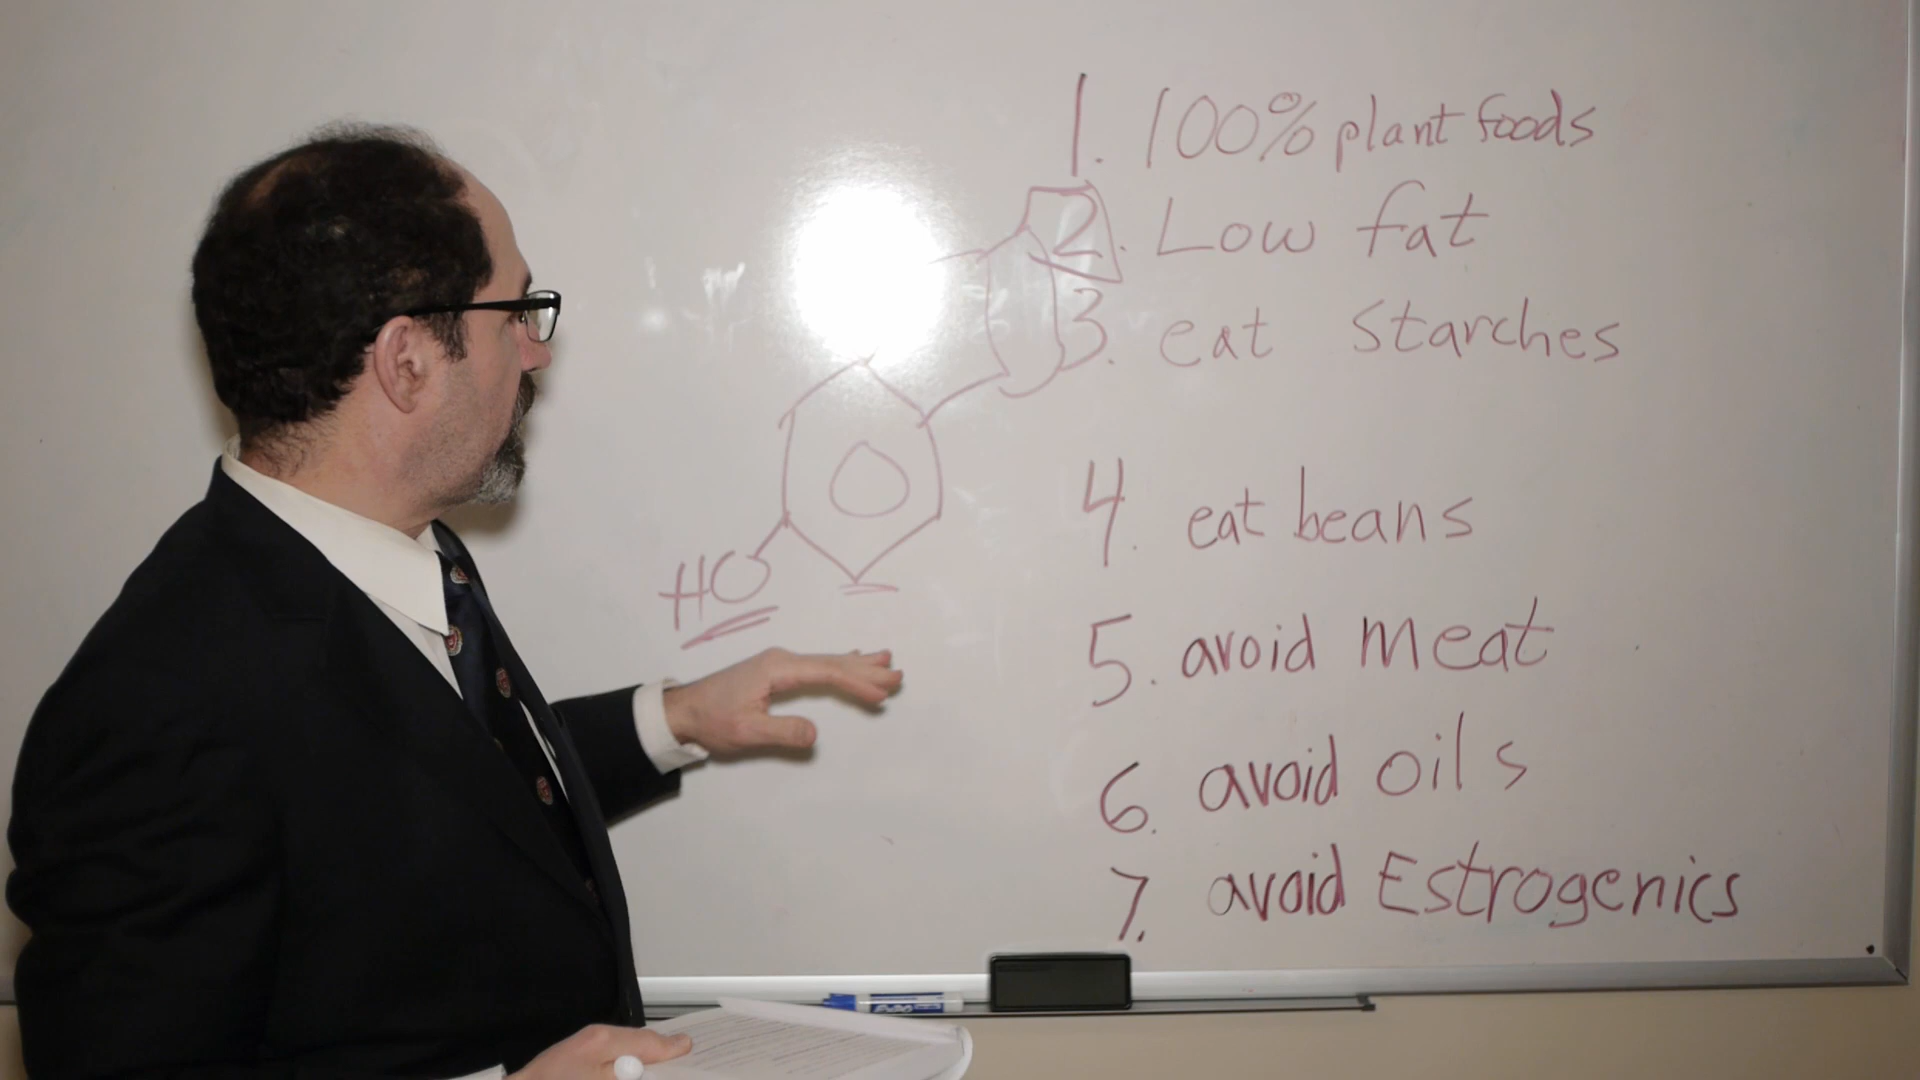 1. 100% plant foods
2. Low fat
3. eat starches
4. eat beans
5. avoid meat
6. avoid oils
7. avoid Estrogenics
HO
EXPO